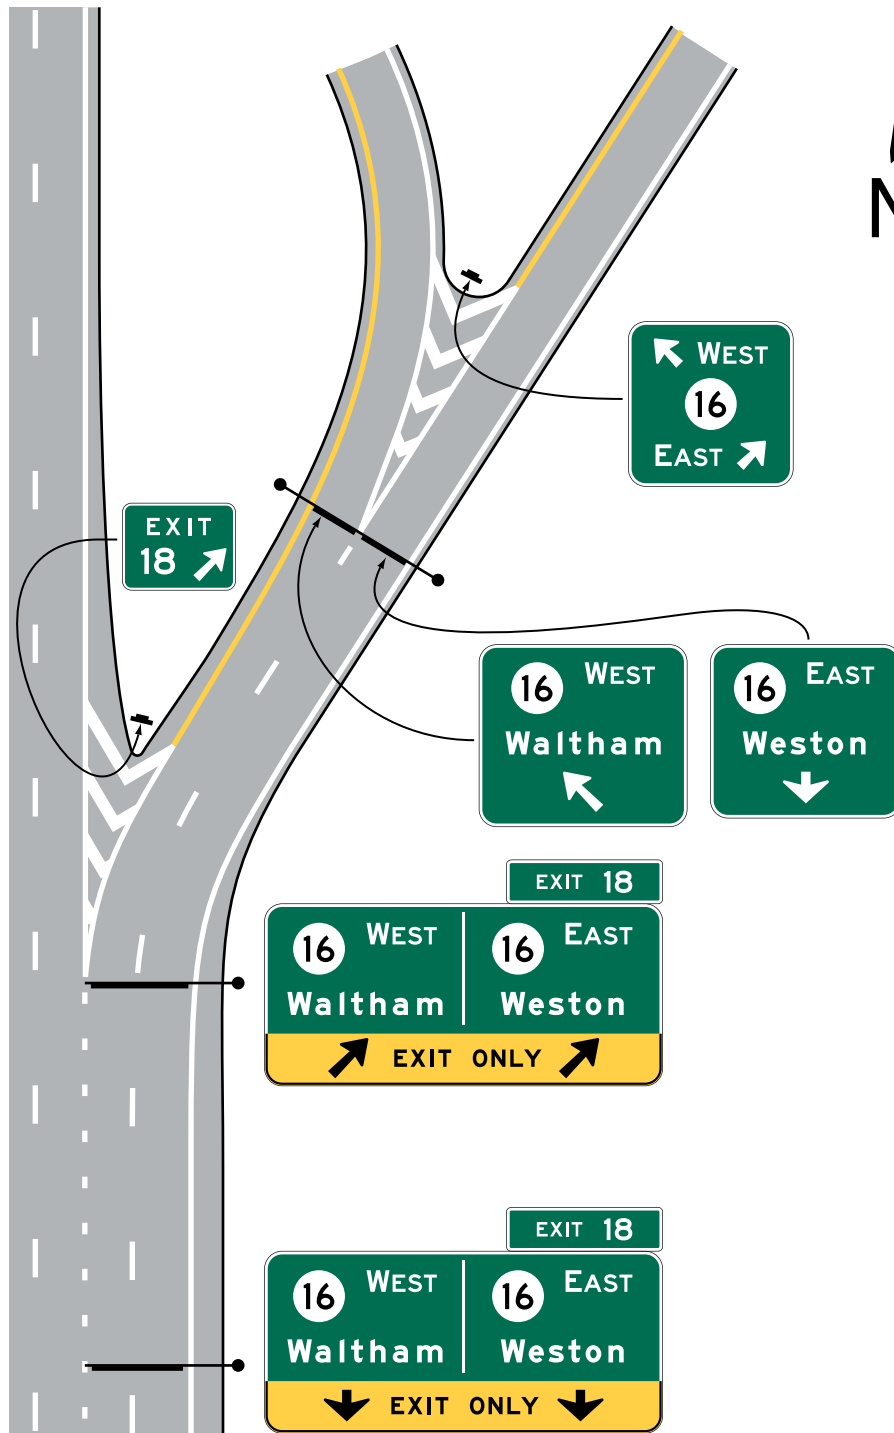 N
WEST
16
EAST
EXIT
18
16 WEST
Waltham
16 EAST
Weston
EXIT 18
16 WEST
Waltham
16 EAST
Weston
EXIT ONLY
EXIT 18
16 WEST
Waltham
16 EAST
Weston
EXIT ONLY